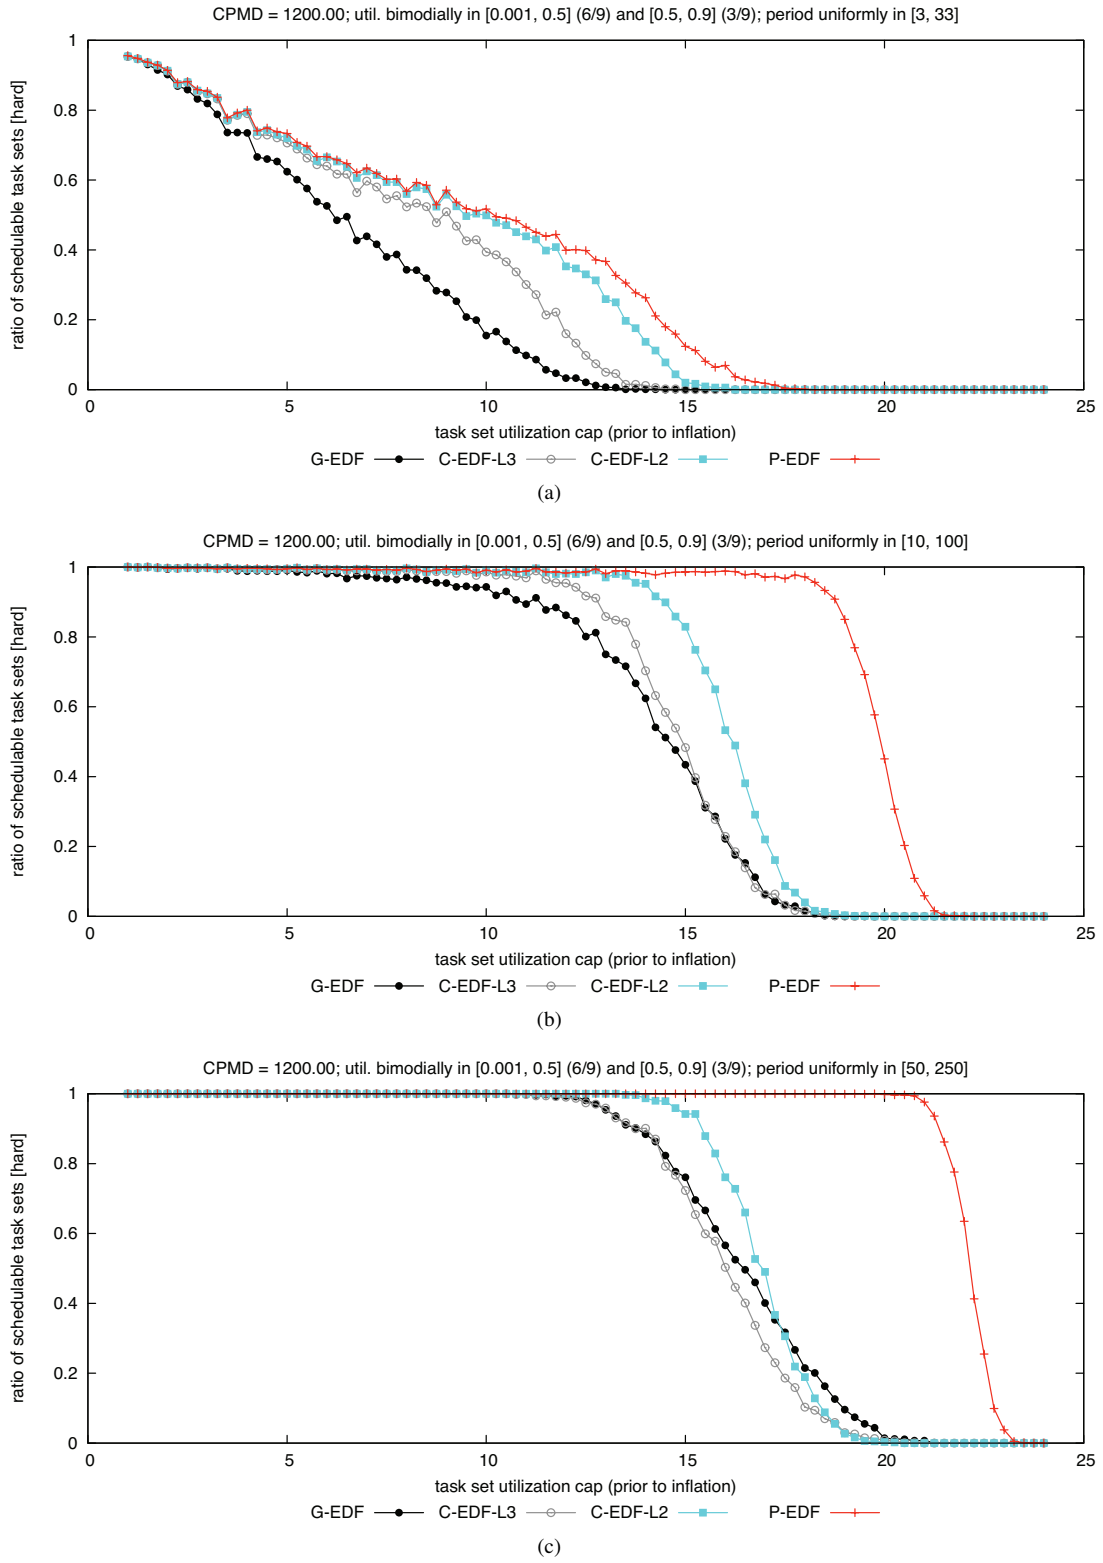 CPMD = 1200.00; util. bimodially in [0.001, 0.5] (6/9) and [0.5, 0.9] (3/9); period uniformly in [3, 33]
1
0.8
0.6
0.4
0.2
0
ratio of schedulable task sets [hard]
0 5 10 15 20 25
task set utilization cap (prior to inflation)
G-EDF C-EDF-L3 C-EDF-L2 P-EDF
(a)
CPMD = 1200.00; util. bimodially in [0.001, 0.5] (6/9) and [0.5, 0.9] (3/9); period uniformly in [10, 100]
1
0.8
0.6
0.4
0.2
0
ratio of schedulable task sets [hard]
0 5 10 15 20 25
task set utilization cap (prior to inflation)
G-EDF C-EDF-L3 C-EDF-L2 P-EDF
(b)
CPMD = 1200.00; util. bimodially in [0.001, 0.5] (6/9) and [0.5, 0.9] (3/9); period uniformly in [50, 250]
1
0.8
0.6
0.4
0.2
0
ratio of schedulable task sets [hard]
0 5 10 15 20 25
task set utilization cap (prior to inflation)
G-EDF C-EDF-L3 C-EDF-L2 P-EDF
(c)